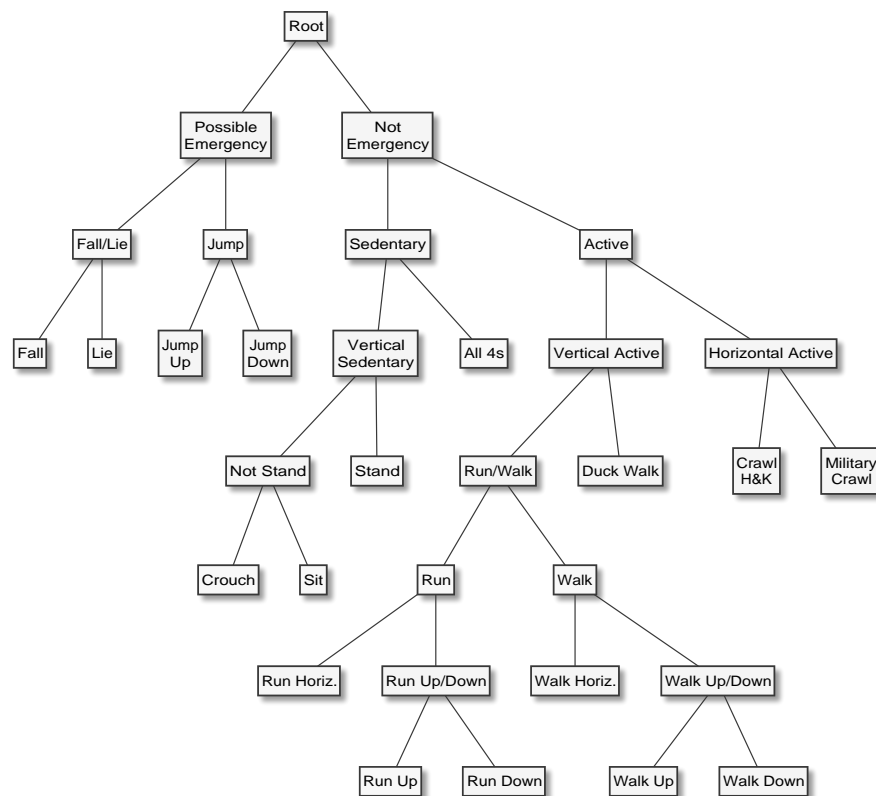 Root
Possible
Emergency
Not
Emergency
Fall/Lie
Jump
Sedentary
Active
Fall
Lie
Jump
Up
Jump
Down
Vertical
Sedentary
All 4s
Vertical Active
Horizontal Active
Not Stand
Stand
Run/Walk
Duck Walk
Crawl
H&K
Military
Crawl
Crouch
Sit
Run
Walk
Run Horiz.
Run Up/Down
Walk Horiz.
Walk Up/Down
Run Up
Run Down
Walk Up
Walk Down